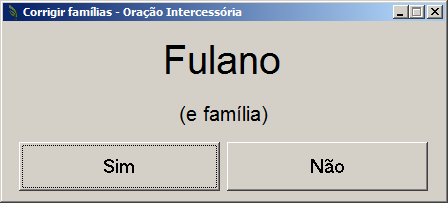 Corrigir famílias - Oração Intercessória
Fulano
(e família)
Sim
Não